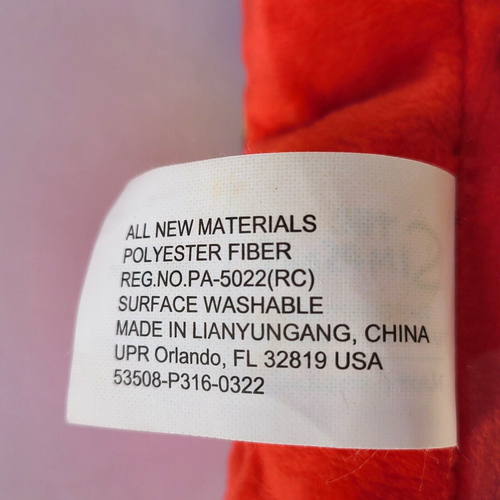 ALL NEW MATERIALS
POLYESTER FIBER
REG.NO.PA-5022(RC)
SURFACE WASHABLE
MADE IN LIANYUNGANG, CHINA
UPR Orlando, FL 32819 USA
53508-P316-0322